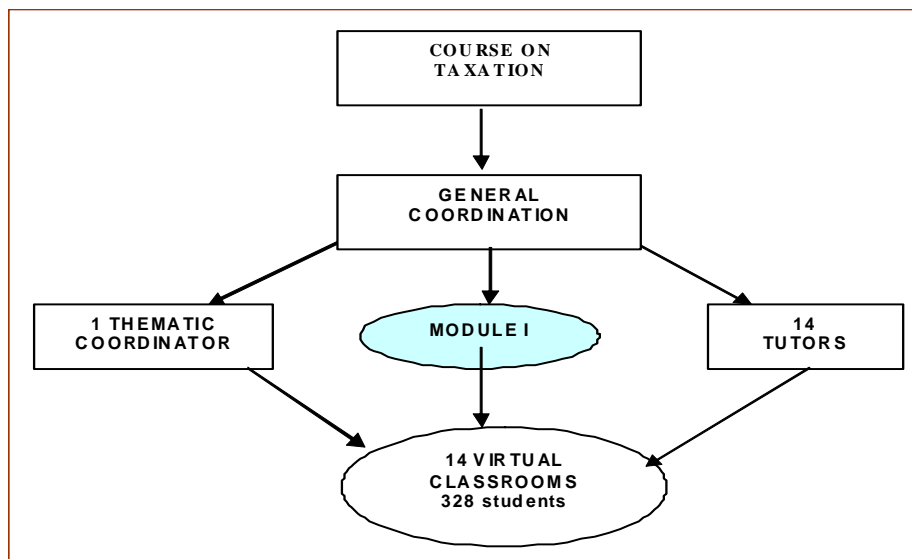 COURSE ON
TAXATION
GENERAL
COORDINATION
1 THEMATIC
COORDINATOR
MODULE I
14
TUTORS
14 VIRTUAL
CLASSROOMS
328 students